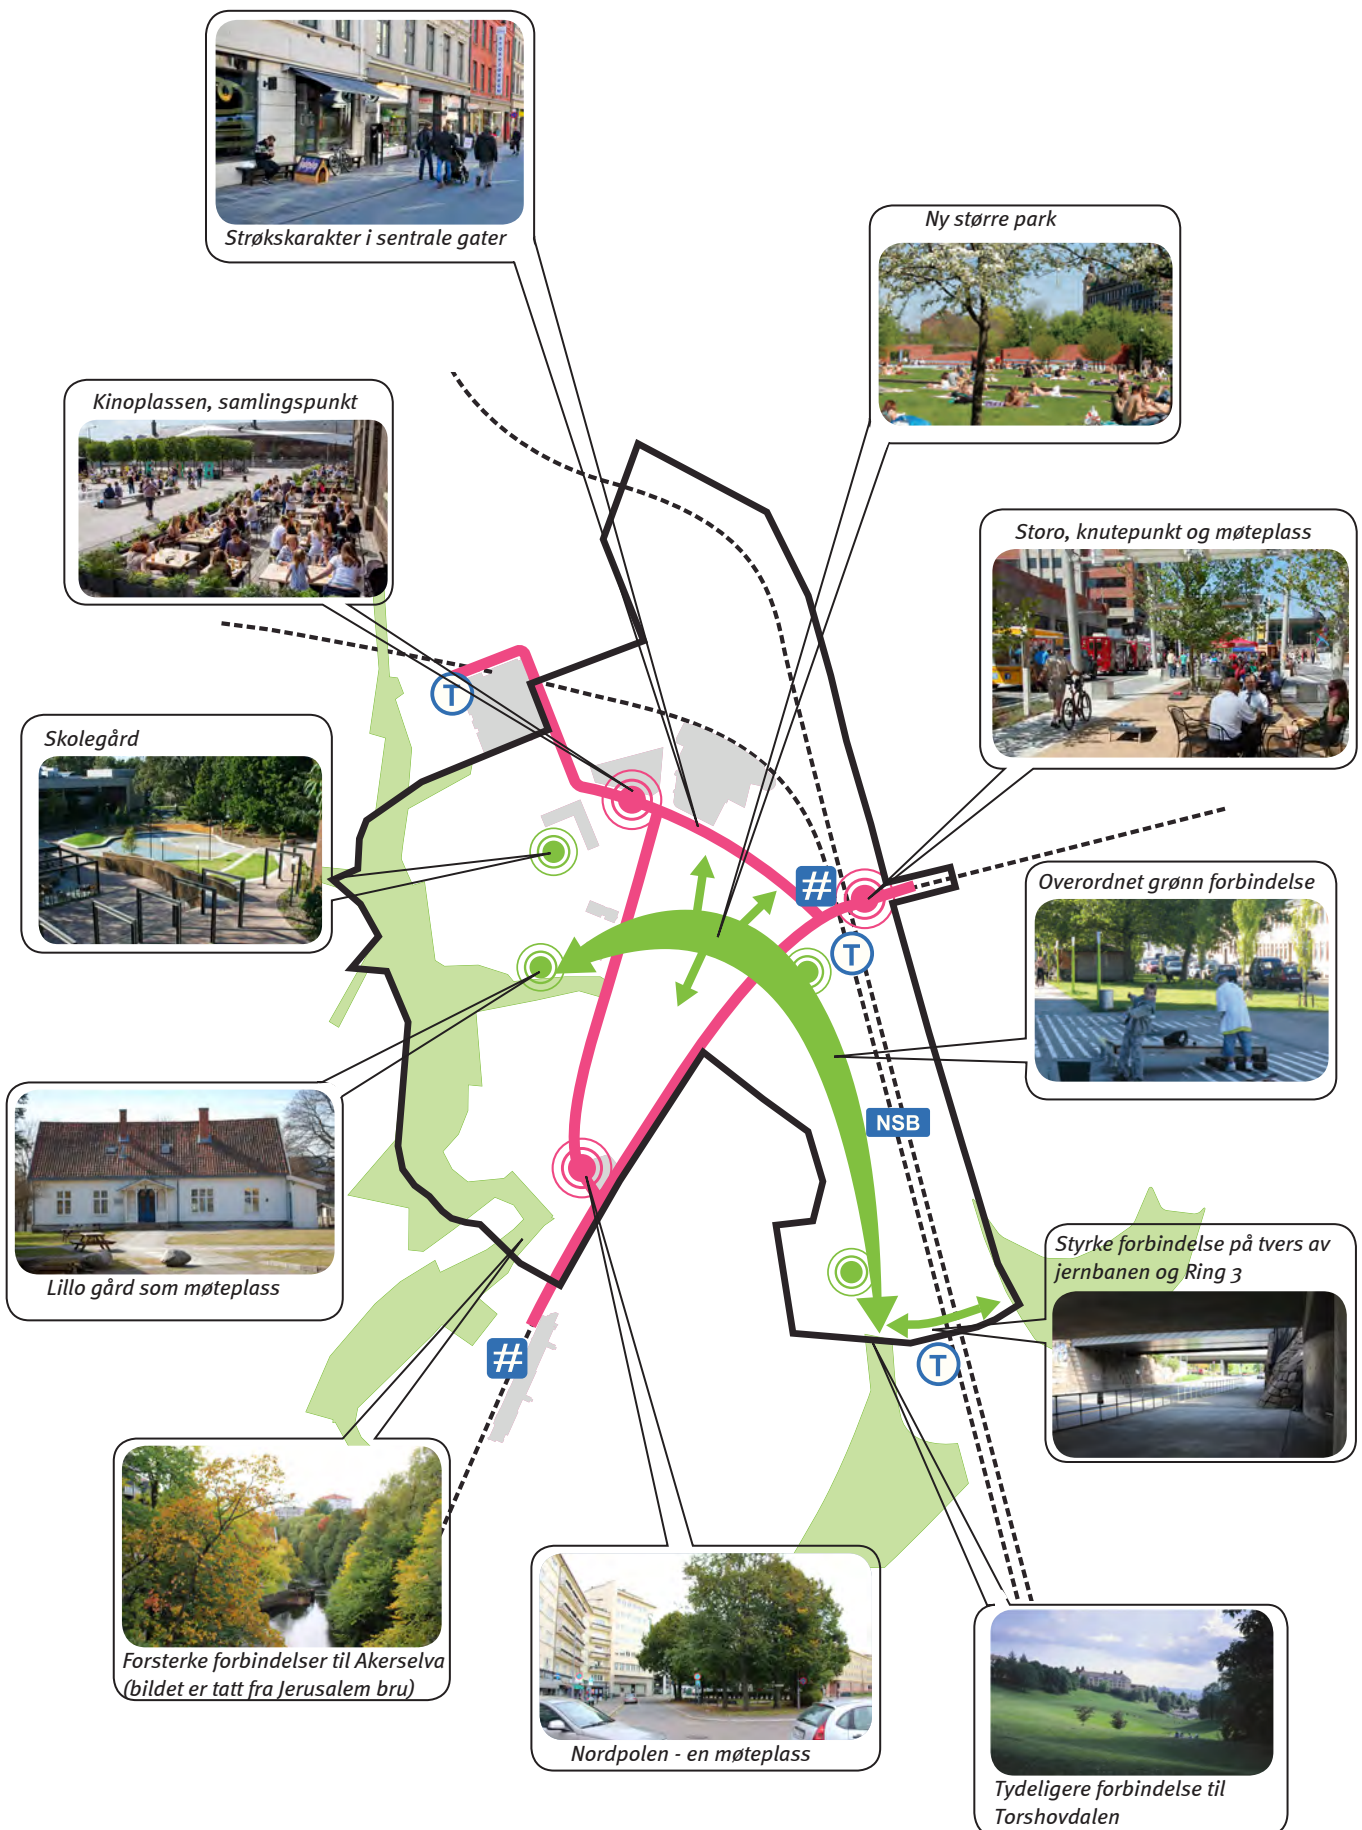 Strøkskarakter i sentrale gater
Ny større park
Kinoplassen, samlingspunkt
Storo, knutepunkt og møteplass
T
Skolegård
#
Overordnet grønn forbindelse
T
NSB
Lillo gård som møteplass
Styrke forbindelse på tvers av
jernbanen og Ring 3
#
T
Forsterke forbindelser til Akerselva
(bildet er tatt fra Jerusalem bru)
Nordpolen - en møteplass
Tydeligere forbindelse til
Torshovdalen